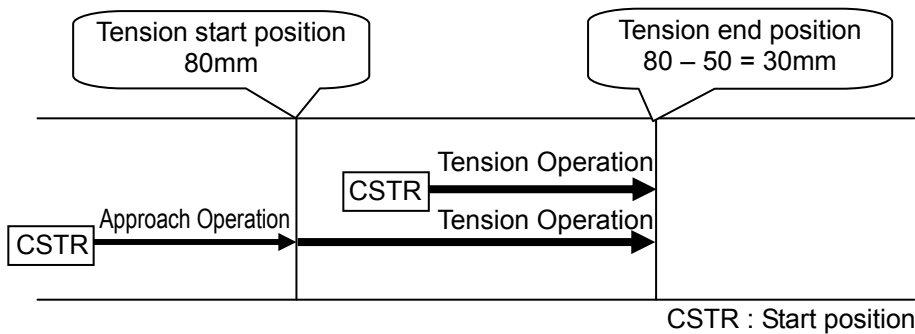 Tension start position
80mm
Tension end position
80 – 50 = 30mm
Tension Operation
CSTR
Approach Operation
Tension Operation
CSTR
CSTR : Start position